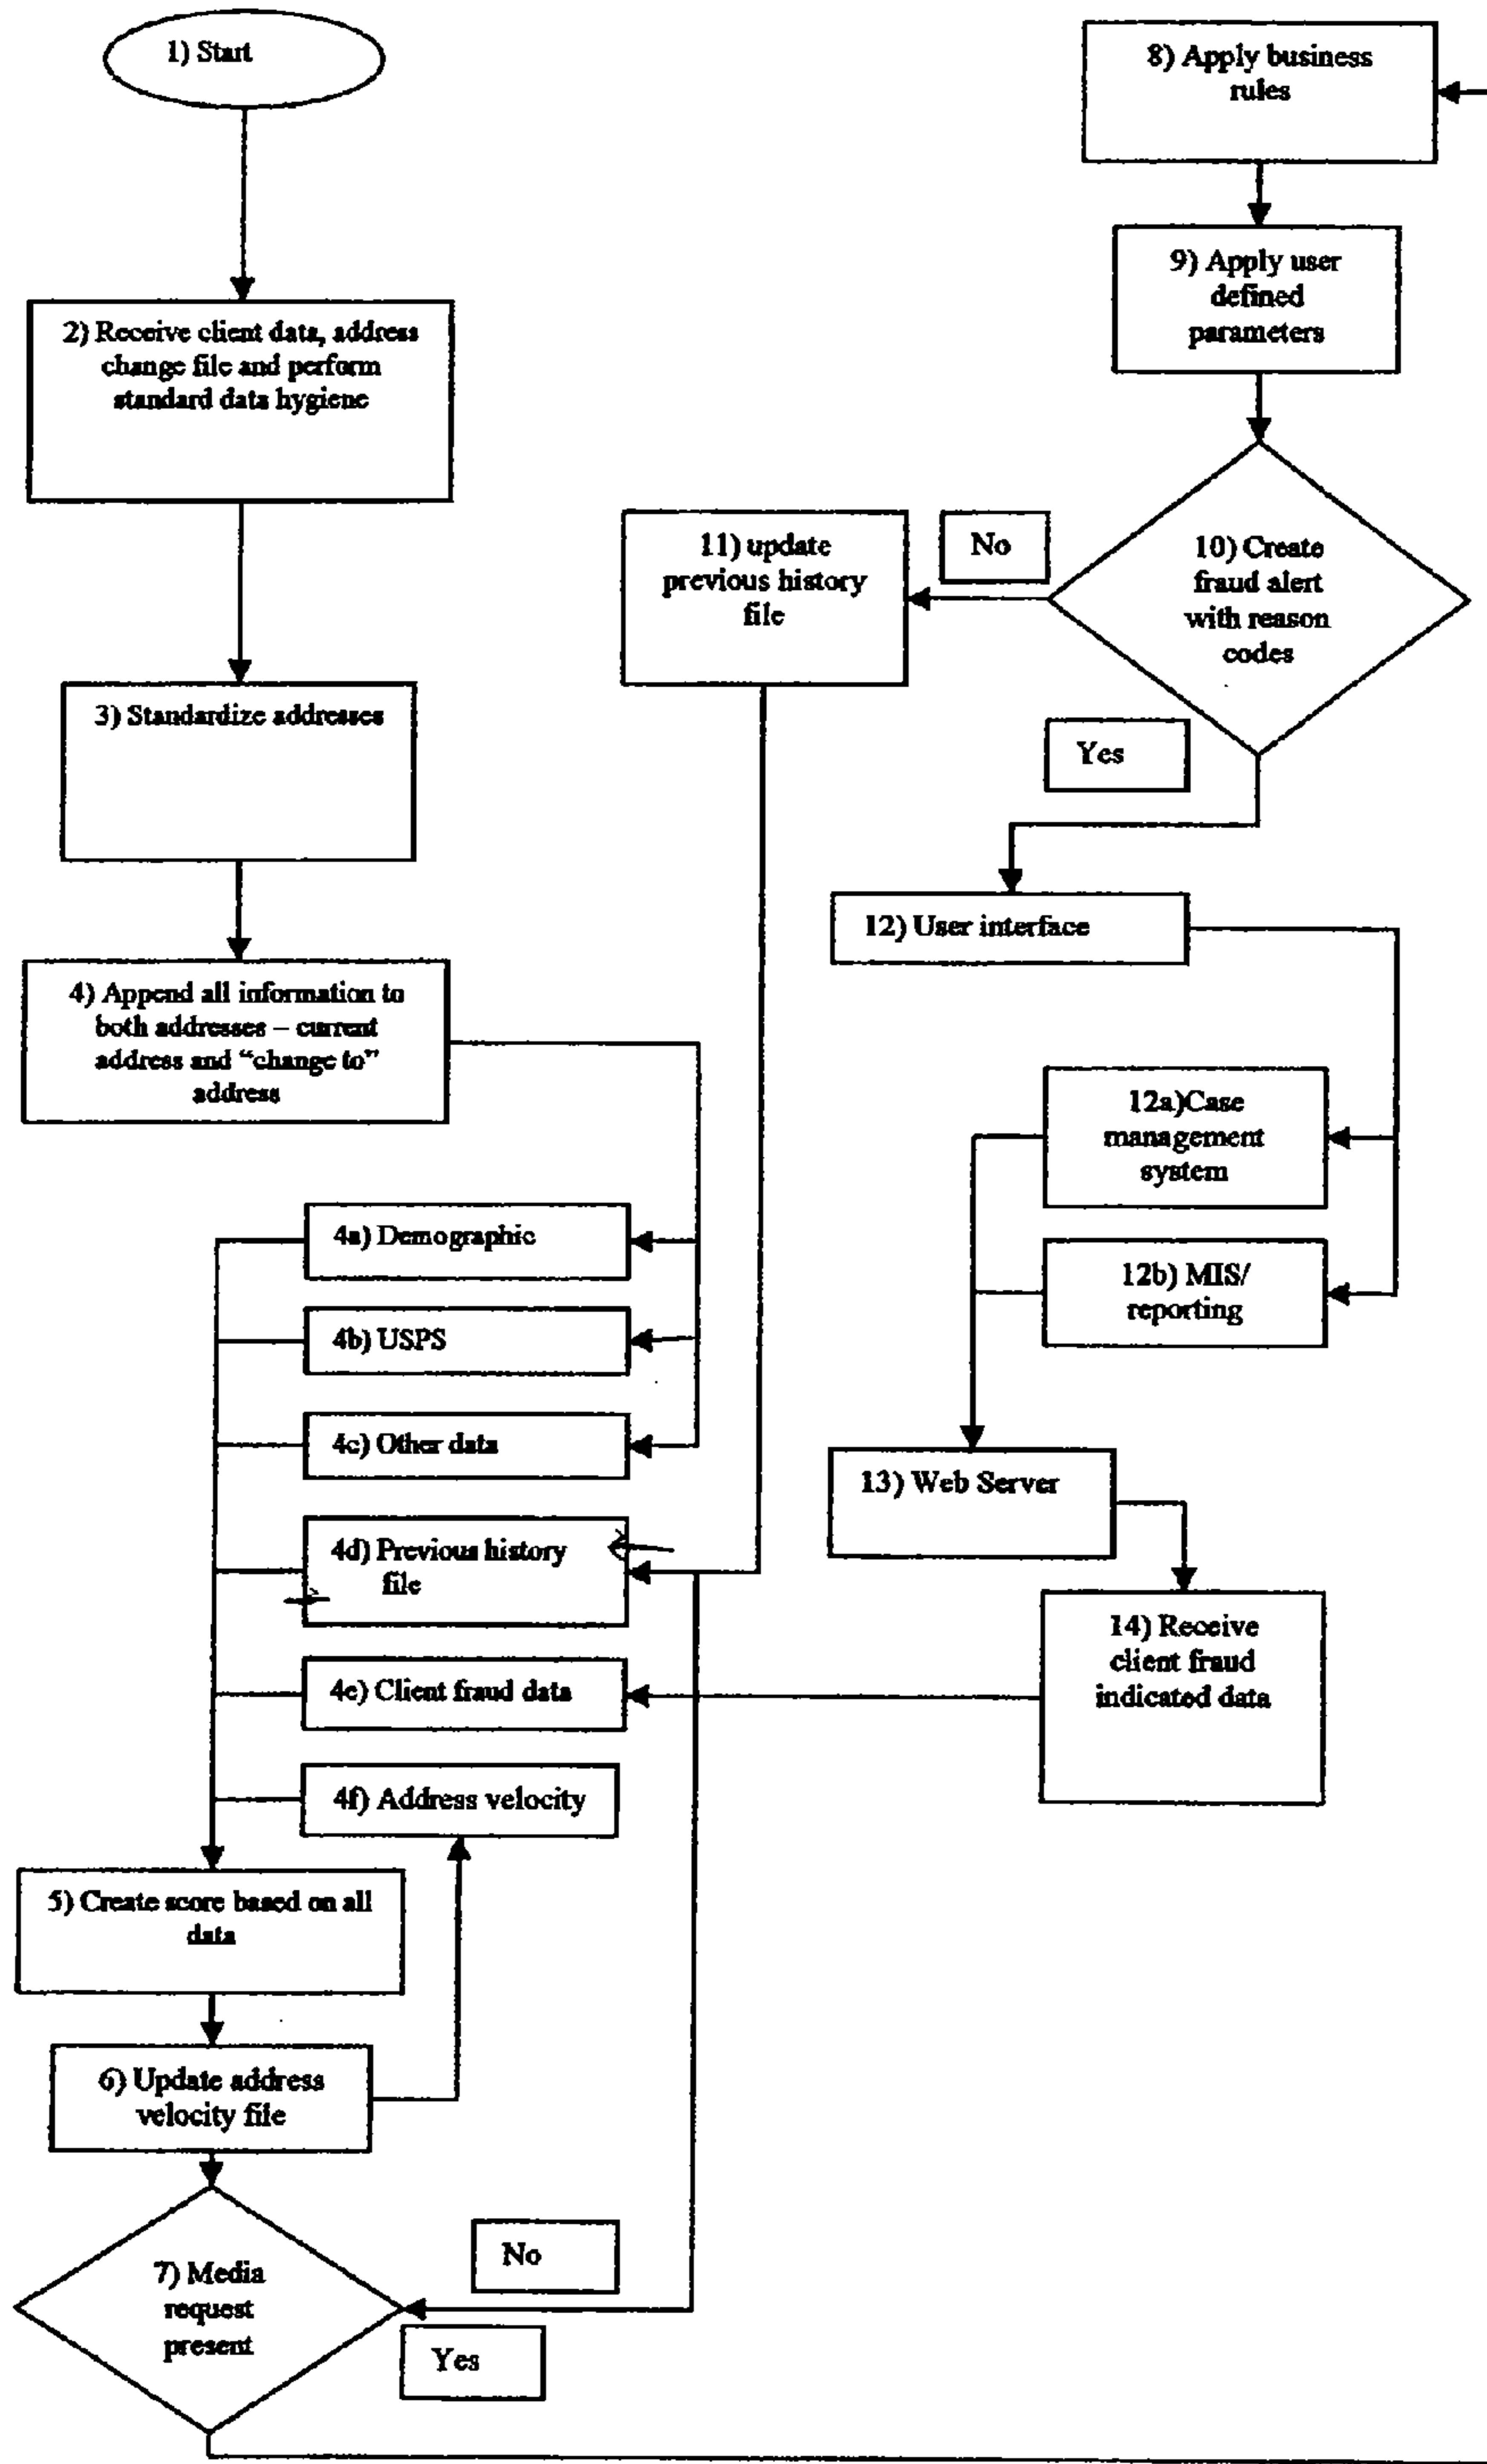 1) Start
2) Receive client data, address
change file and perform
standard data hygiene
3) Standardize addresses
4) Append all information to
both addresses – current
address and “change to”
address
4a) Demographic
4b) USPS
4c) Other data
4d) Previous history
file
4e) Client fraud data
4f) Address velocity
5) Create score based on all
data
6) Update address
velocity file
7) Media
request
present
No
Yes
8) Apply business
rules
9) Apply user
defined
parameters
10) Create
fraud alert
with reason
codes
No
11) update
previous history
file
Yes
12) User interface
12a)Case
management
system
12b) MIS/
reporting
13) Web Server
14) Receive
client fraud
indicated data